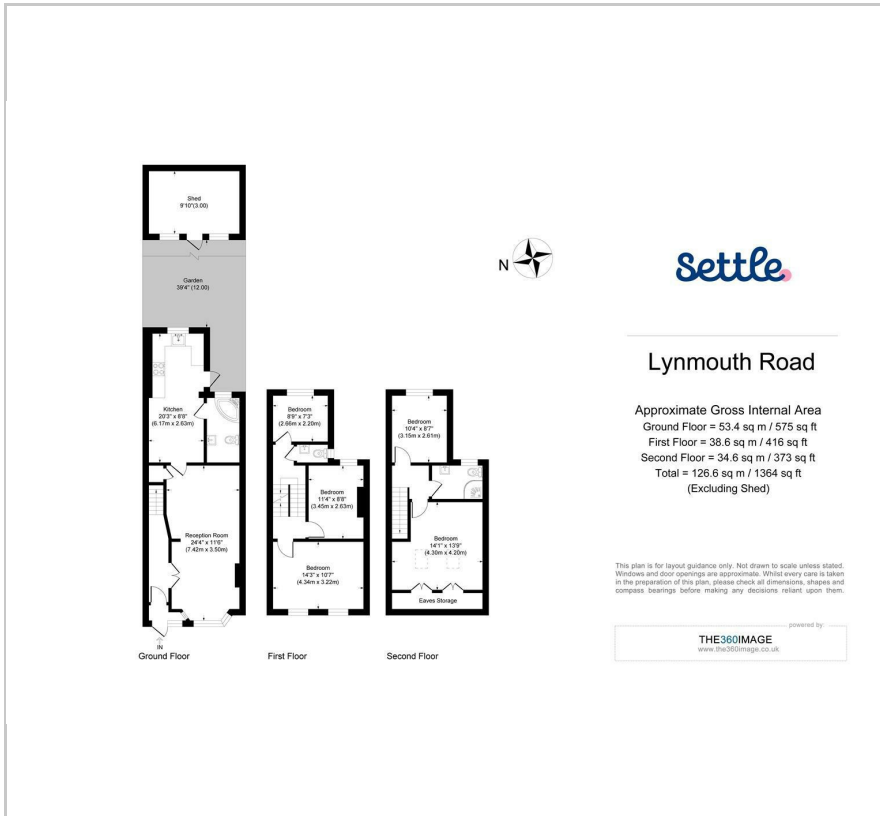 Shed
9'10"(3.00)
Garden
39'4" (12.00)
Kitchen
20'3" x 8'8"
(6.17m x 2.63m)
Reception Room
24'4" x 11'6"
(7.42m x 3.50m)
IN
Ground Floor
Bedroom
8'9" x 7'3"
(2.66m x 2.20m)
Bedroom
11'4" x 8'8"
(3.45m x 2.63m)
Bedroom
14'3" x 10'7"
(4.34m x 3.22m)
First Floor
Bedroom
10'4" x 8'7"
(3.15m x 2.61m)
Bedroom
14'1" x 13'9"
(4.30m x 4.20m)
Eaves Storage
Second Floor
N
Settle
Lynmouth Road
Approximate Gross Internal Area
Ground Floor = 53.4 sq m / 575 sq ft
First Floor = 38.6 sq m / 416 sq ft
Second Floor = 34.6 sq m / 373 sq ft
Total = 126.6 sq m / 1364 sq ft
(Excluding Shed)
This plan is for layout guidance only. Not drawn to scale unless stated.
Windows and door openings are approximate. Whilst every care is taken
in the preparation of this plan, please check all dimensions, shapes and
compass bearings before making any decisions reliant upon them.
powered by:
THE360IMAGE
www.the360image.co.uk